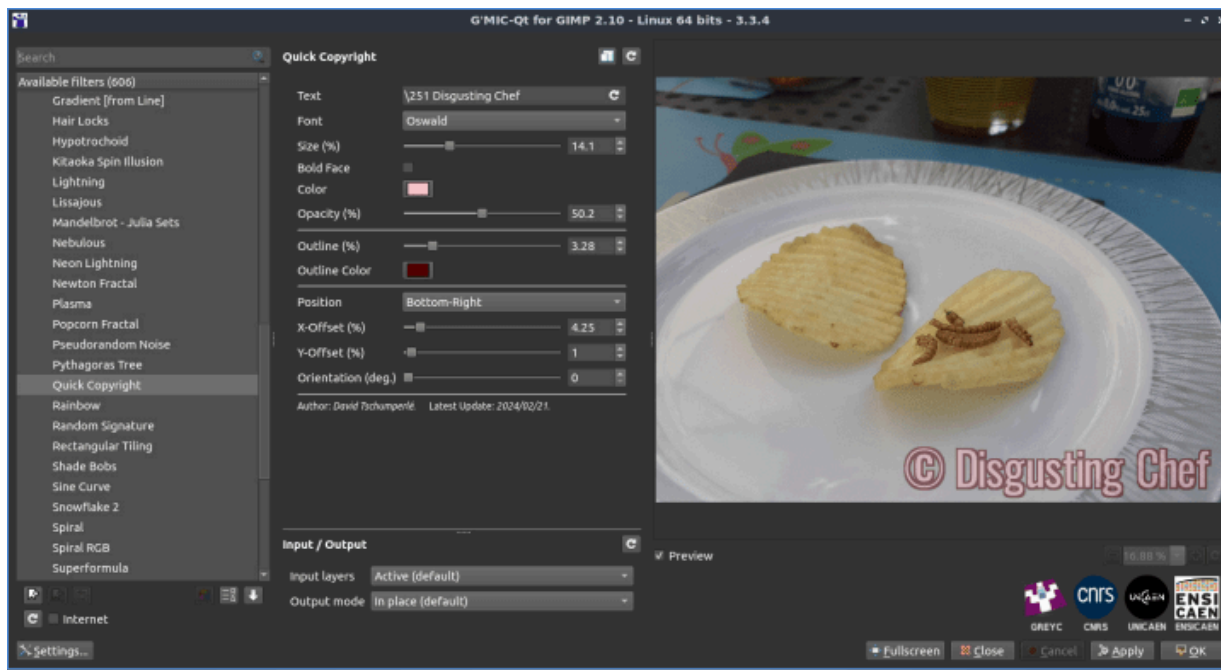 G'MIC-Qt for GIMP 2.10 - Linux 64 bits - 3.3.4
Search
Available filters (606)
Gradient [from Line]
Hair Locks
Hypotrochoid
Kitaoka Spin Illusion
Lightning
Lissajous
Mandelbrot - Julia Sets
Nebulous
Neon Lightning
Newton Fractal
Plasma
Popcorn Fractal
Pseudorandom Noise
Pythagoras Tree
Quick Copyright
Rainbow
Random Signature
Rectangular Tiling
Shade Bobs
Sine Curve
Snowflake 2
Spiral
Spiral RGB
Superformula
Internet
Settings...
Quick Copyright
Text \251 Disgusting Chef
Font Oswald
Size (%) 14.1
Bold Face
Color
Opacity (%) 50.2
Outline (%) 3.28
Outline Color
Position Bottom-Right
X-Offset (%) 4.25
Y-Offset (%) 1
Orientation (deg.) 0
Author: David Tschumperlé. Latest Update: 2024/02/21.
Input / Output
Input layers Active (default)
Output mode In place (default)
© Disgusting Chef
Preview
16.88 %
cnrs
UNICAEN
ENSI
CAEN
GREYC CNRS UNICAEN ENSICAEN
Fullscreen Close Cancel Apply OK